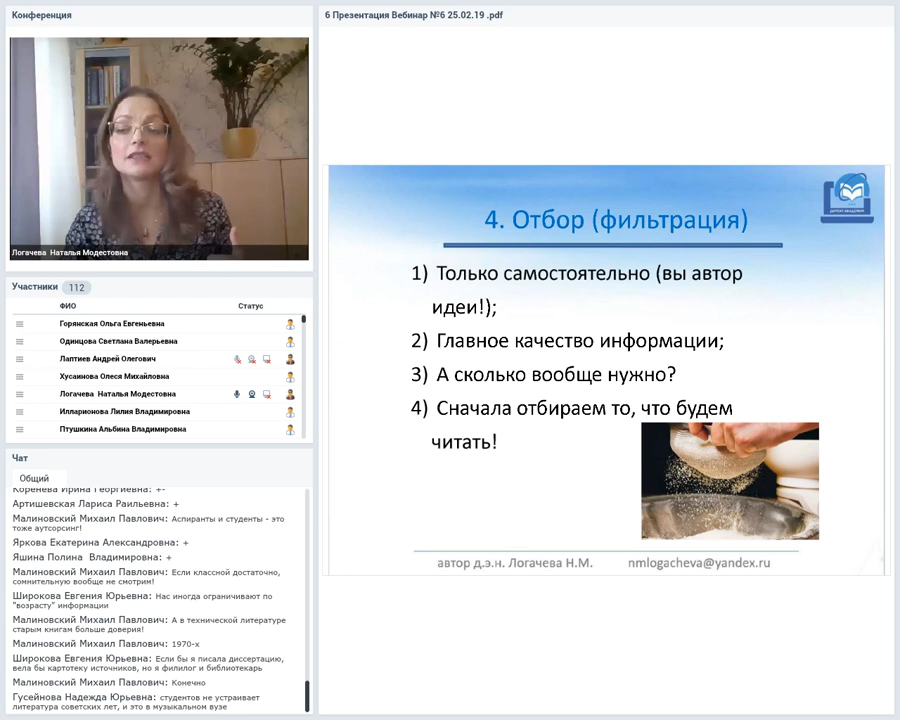 Конференция
Логачева Наталья Модестовна
Участники 112
ФИО Статус
Горянская Ольга Евгеньевна
Одинцова Светлана Валерьевна
Лаптиев Андрей Олегович
Хусаинова Олеся Михайловна
Логачева Наталья Модестовна
Илларионова Лилия Владимировна
Птушкина Альбина Владимировна
Чат
Общий
Коренева Ирина Георгиевна: +-
Артишевская Лариса Раильевна: +
Малиновский Михаил Павлович: Аспиранты и студенты - это
тоже аутсорсинг!
Яркова Екатерина Александровна: +
Яшина Полина Владимировна: +
Малиновский Михаил Павлович: Если классной достаточно,
сомнительную вообще не смотрим!
Широкова Евгения Юрьевна: Нас иногда ограничивают по
"возрасту" информации
Малиновский Михаил Павлович: А в технической литературе
старым книгам больше доверия!
Малиновский Михаил Павлович: 1970-х
Широкова Евгения Юрьевна: Если бы я писала диссертацию,
вела бы картотеку источников, но я филилог и библиотекарь
Малиновский Михаил Павлович: Конечно
Гусейнова Надежда Юрьевна: студентов не устраивает
литература советских лет, и это в музыкальном вузе
6 Презентация Вебинар №6 25.02.19 .pdf
4. Отбор (фильтрация)
1) Только самостоятельно (вы автор
идеи!);
2) Главное качество информации;
3) А сколько вообще нужно?
4) Сначала отбираем то, что будем
читать!
автор д.э.н. Логачева Н.М. nmlogacheva@yandex.ru